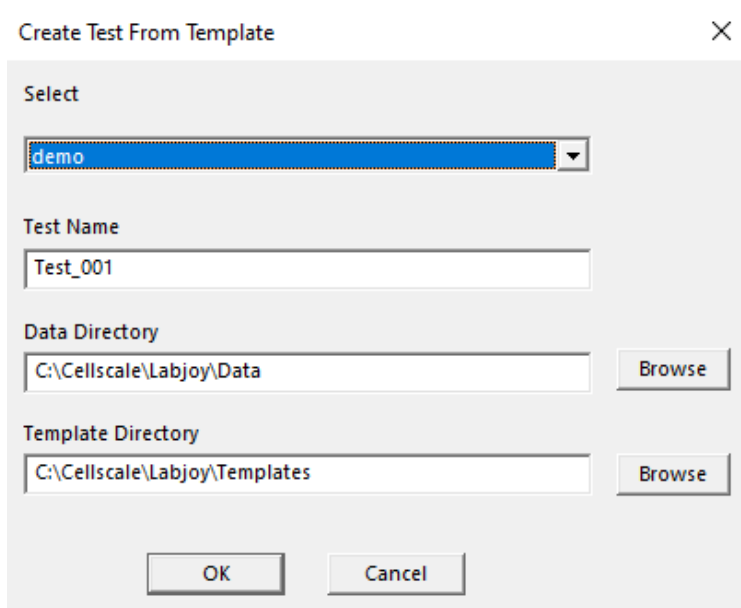 Create Test From Template
Select
demo
Test Name
Test_001
Data Directory
C:\Cellscale\Labjoy\Data
Browse
Template Directory
C:\Cellscale\Labjoy\Templates
Browse
OK
Cancel